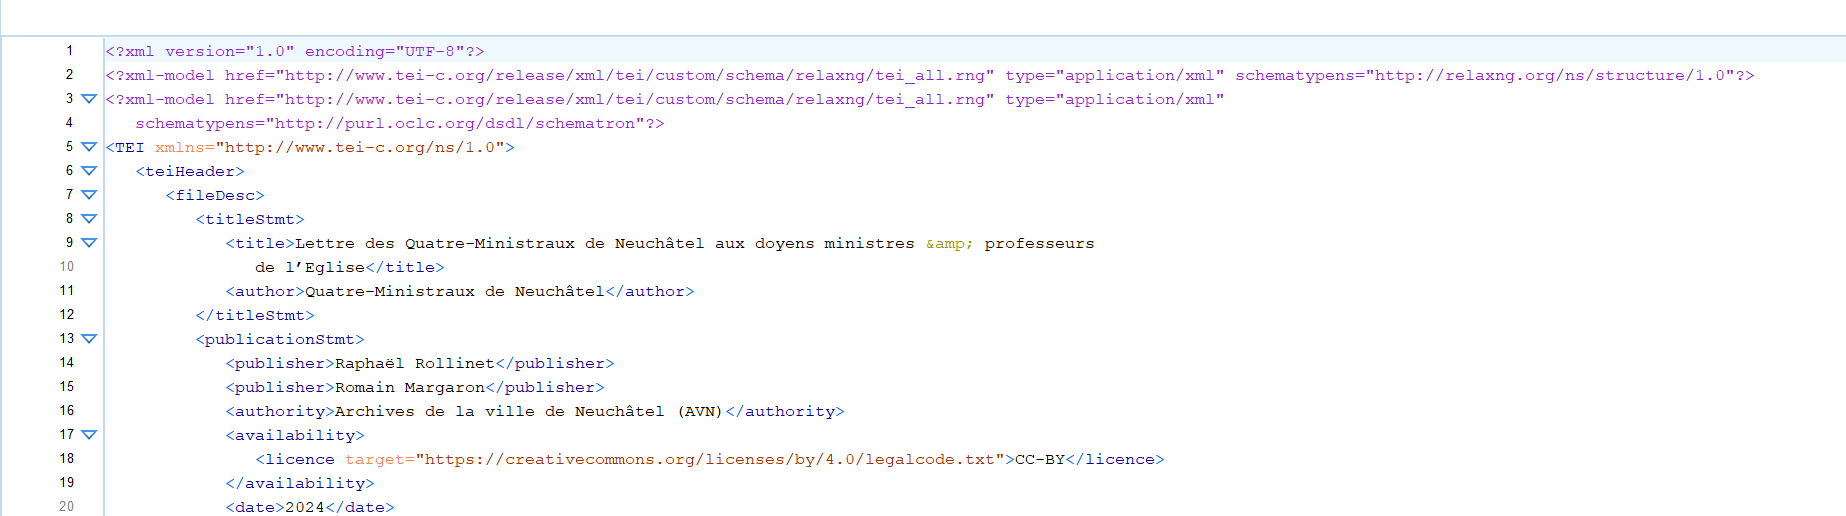 1 <?xml version="1.0" encoding="UTF-8"?>
2 <?xml-model href="http://www.tei-c.org/release/xml/tei/custom/schema/relaxng/tei_all.rng" type="application/xml" schematypens="http://relaxng.org/ns/structure/1.0"?>
3 <?xml-model href="http://www.tei-c.org/release/xml/tei/custom/schema/relaxng/tei_all.rng" type="application/xml"
4 schematypens="http://purl.oclc.org/dsdl/schematron"?>
5 <TEI xmlns="http://www.tei-c.org/ns/1.0">
6 <teiHeader>
7 <fileDesc>
8 <titleStmt>
9 <title>Lettre des Quatre-Ministraux de Neuchâtel aux doyens ministres &amp; professeurs
10 de l’Eglise</title>
11 <author>Quatre-Ministraux de Neuchâtel</author>
12 </titleStmt>
13 <publicationStmt>
14 <publisher>Raphaël Rollinet</publisher>
15 <publisher>Romain Margaron</publisher>
16 <authority>Archives de la ville de Neuchâtel (AVN)</authority>
17 <availability>
18 <licence target="https://creativecommons.org/licenses/by/4.0/legalcode.txt">CC-BY</licence>
19 </availability>
20 <date>2024</date>